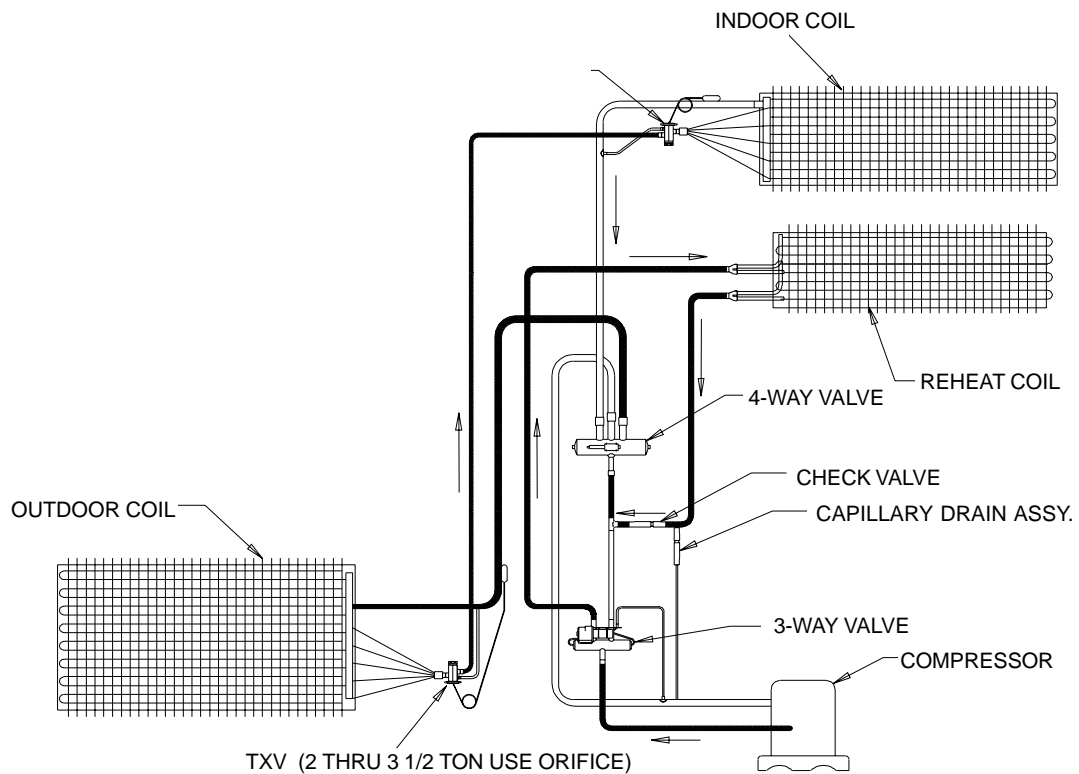 INDOOR COIL
REHEAT COIL
4-WAY VALVE
CHECK VALVE
OUTDOOR COIL
CAPILLARY DRAIN ASSY.
3-WAY VALVE
COMPRESSOR
TXV (2 THRU 3 1/2 TON USE ORIFICE)